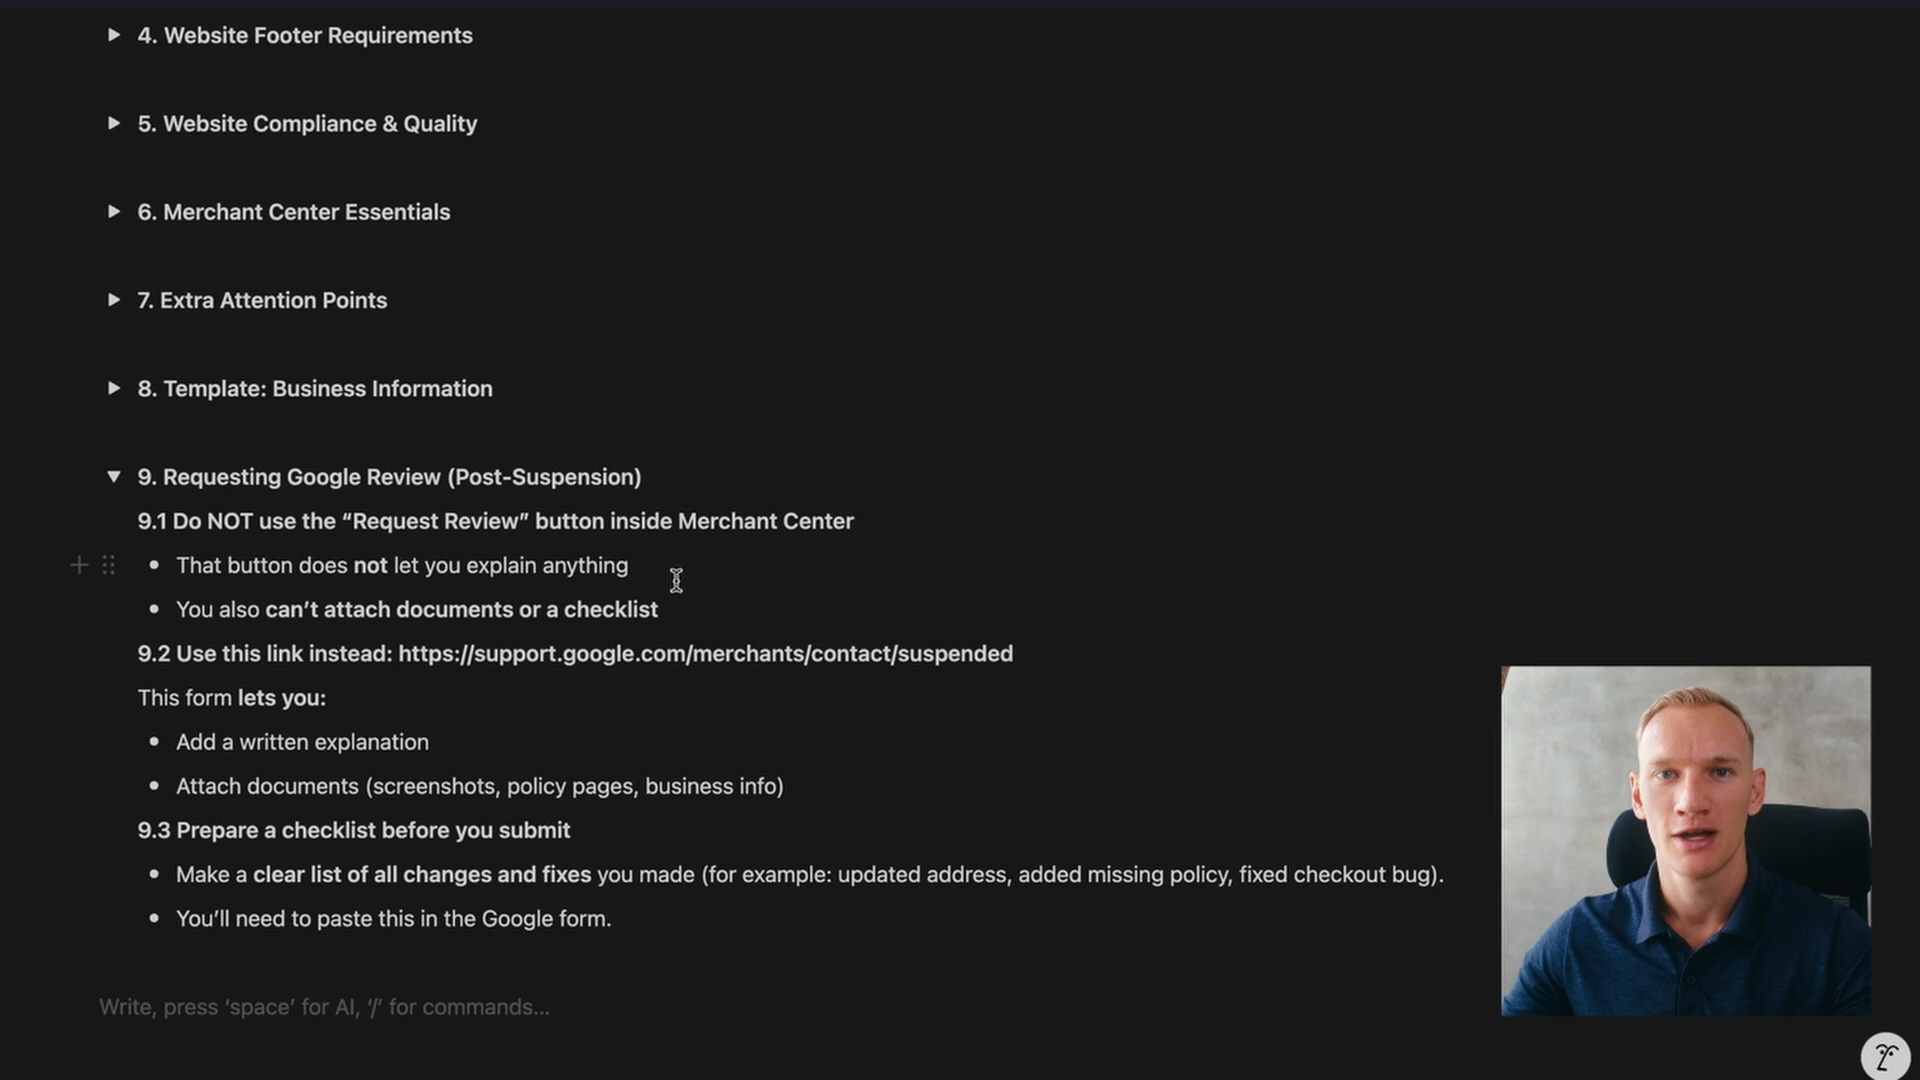 4. Website Footer Requirements
5. Website Compliance & Quality
6. Merchant Center Essentials
7. Extra Attention Points
8. Template: Business Information
9. Requesting Google Review (Post-Suspension)
9.1 Do NOT use the “Request Review” button inside Merchant Center
That button does not let you explain anything
You also can’t attach documents or a checklist
9.2 Use this link instead: https://support.google.com/merchants/contact/suspended
This form lets you:
Add a written explanation
Attach documents (screenshots, policy pages, business info)
9.3 Prepare a checklist before you submit
Make a clear list of all changes and fixes you made (for example: updated address, added missing policy, fixed checkout bug).
You’ll need to paste this in the Google form.
Write, press ‘space’ for AI, ‘/’ for commands...